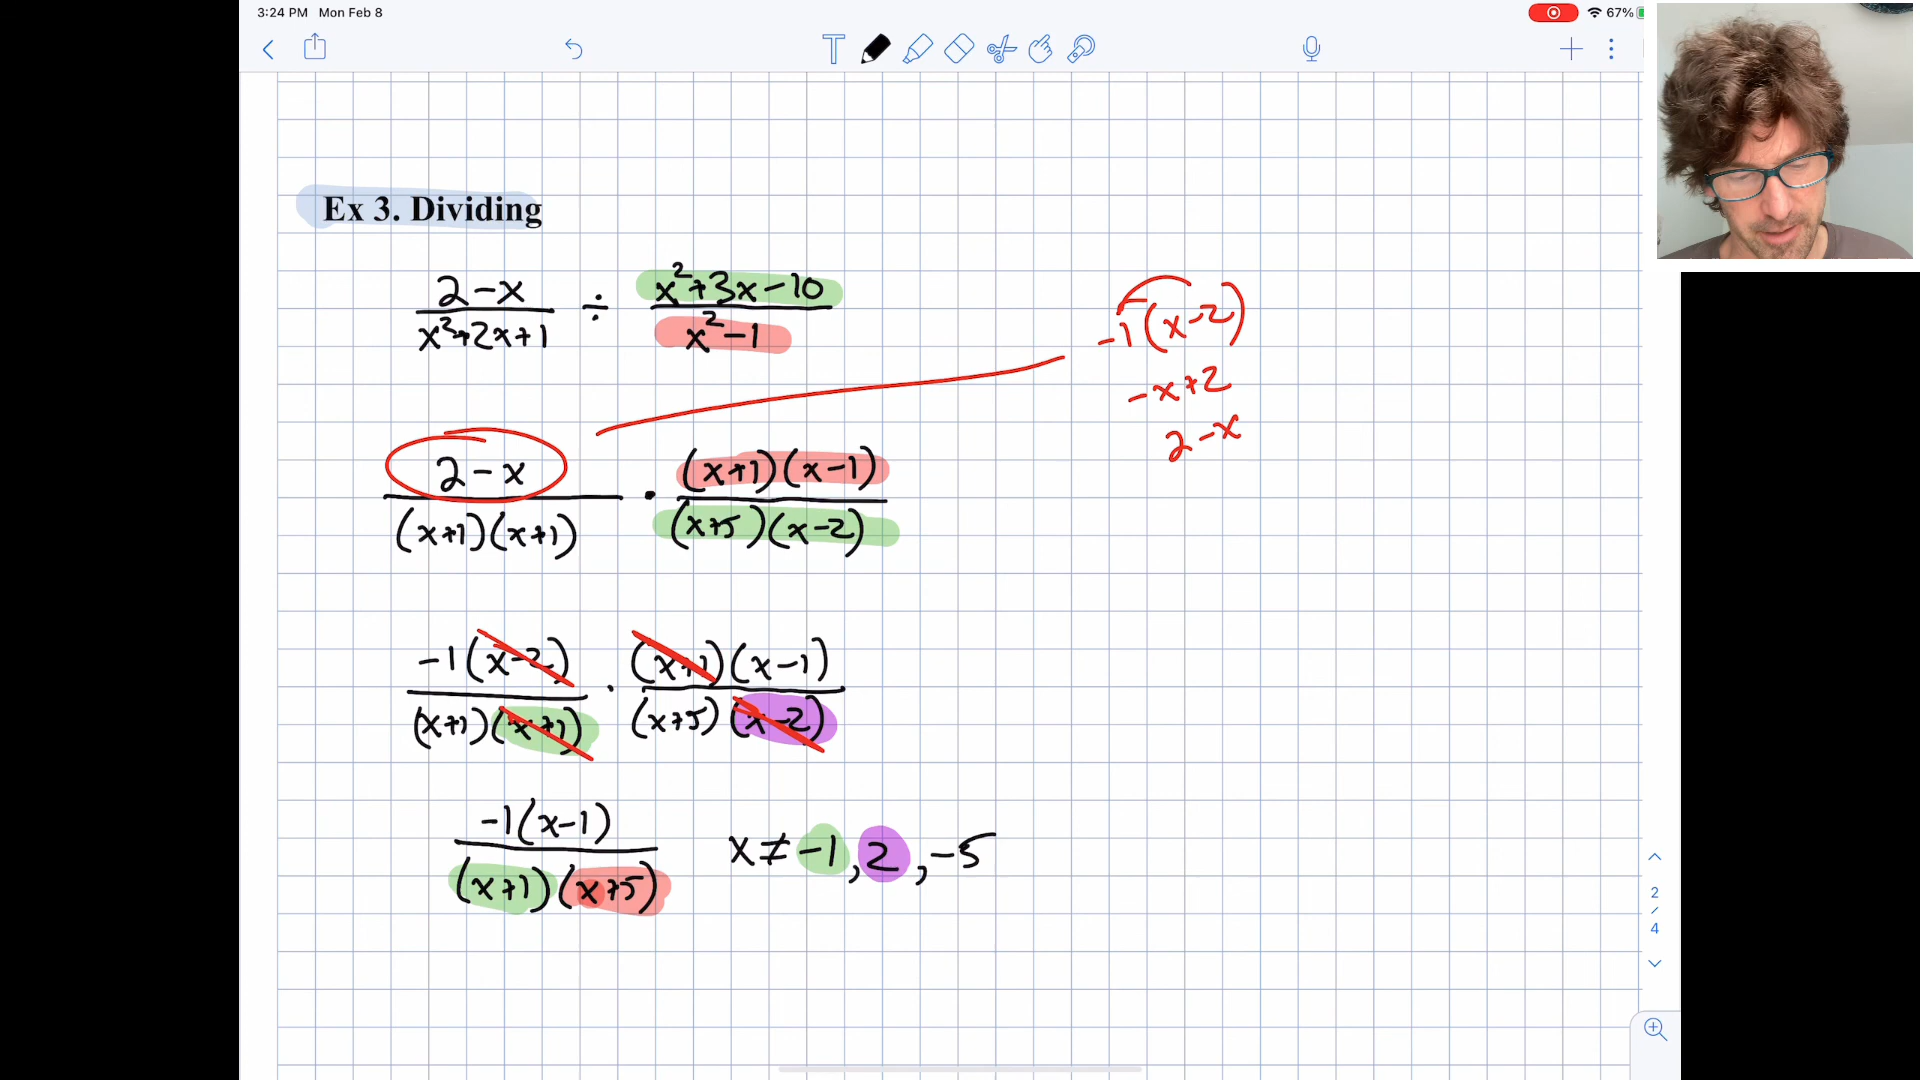 3:24 PM Mon Feb 8
67%
T
Ex 3. Dividing
2-x / x²+2x+1 ÷ x²+3x-10 / x²-1
-1(x-2)
-x+2
2-x
2-x / (x+1)(x+1) · (x+1)(x-1) / (x+5)(x-2)
-1(x-2) / (x+1)(x+1) · (x+1)(x-1) / (x+5)(x-2)
-1(x-1) / (x+1)(x+5) x≠-1, 2, -5
2
/
4